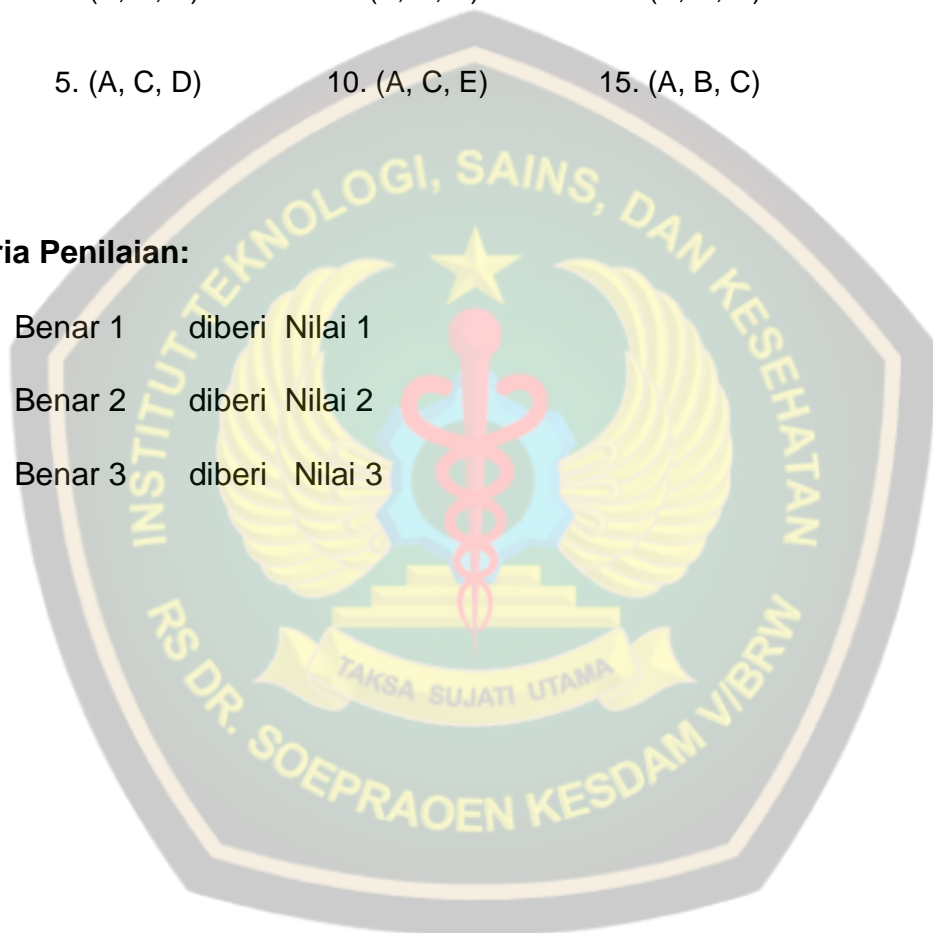 5. (A, C, D) 10. (A, C, E) 15. (A, B, C)
ria Penilaian:
Benar 1 diberi Nilai 1
Benar 2 diberi Nilai 2
Benar 3 diberi Nilai 3
INSTITUT TEKNOLOGI, SAINS, DAN KESEHATAN
TAKSA SUJATI UTAMA
RS DR. SOEPRAOEN KESDAM V/BRW